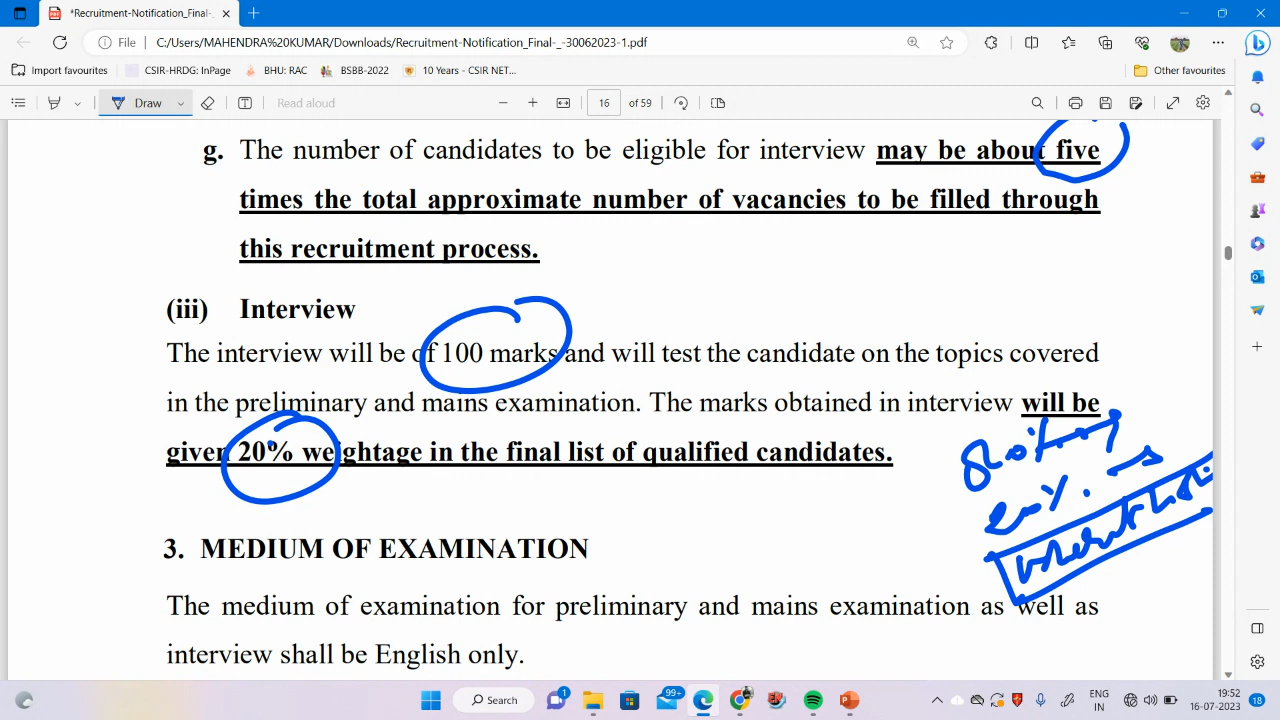 *Recruitment-Notification_Final-
File
C:/Users/MAHENDRA%20KUMAR/Downloads/Recruitment-Notification_Final-_-30062023-1.pdf
Import favourites
CSIR-HRDG: InPage
BHU: RAC
BSBB-2022
10 Years - CSIR NET...
Other favourites
Draw
Read aloud
16 of 59
g. The number of candidates to be eligible for interview may be about five
times the total approximate number of vacancies to be filled through
this recruitment process.
(iii) Interview
The interview will be of 100 marks and will test the candidate on the topics covered
in the preliminary and mains examination. The marks obtained in interview will be
given 20% weightage in the final list of qualified candidates.
80%
20%
3. MEDIUM OF EXAMINATION
The medium of examination for preliminary and mains examination as well as
interview shall be English only.
Search
1
99+
ENG
IN
19:52
16-07-2023
18